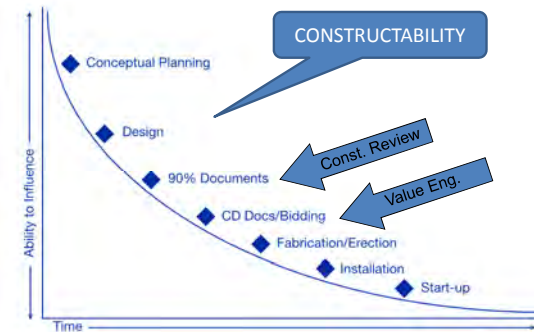 CONSTRUCTABILITY
Conceptual Planning
Design
Const. Review
90% Documents
Value Eng.
CD Docs/Bidding
Fabrication/Erection
Installation
Start-up
Ability to Influence
Time